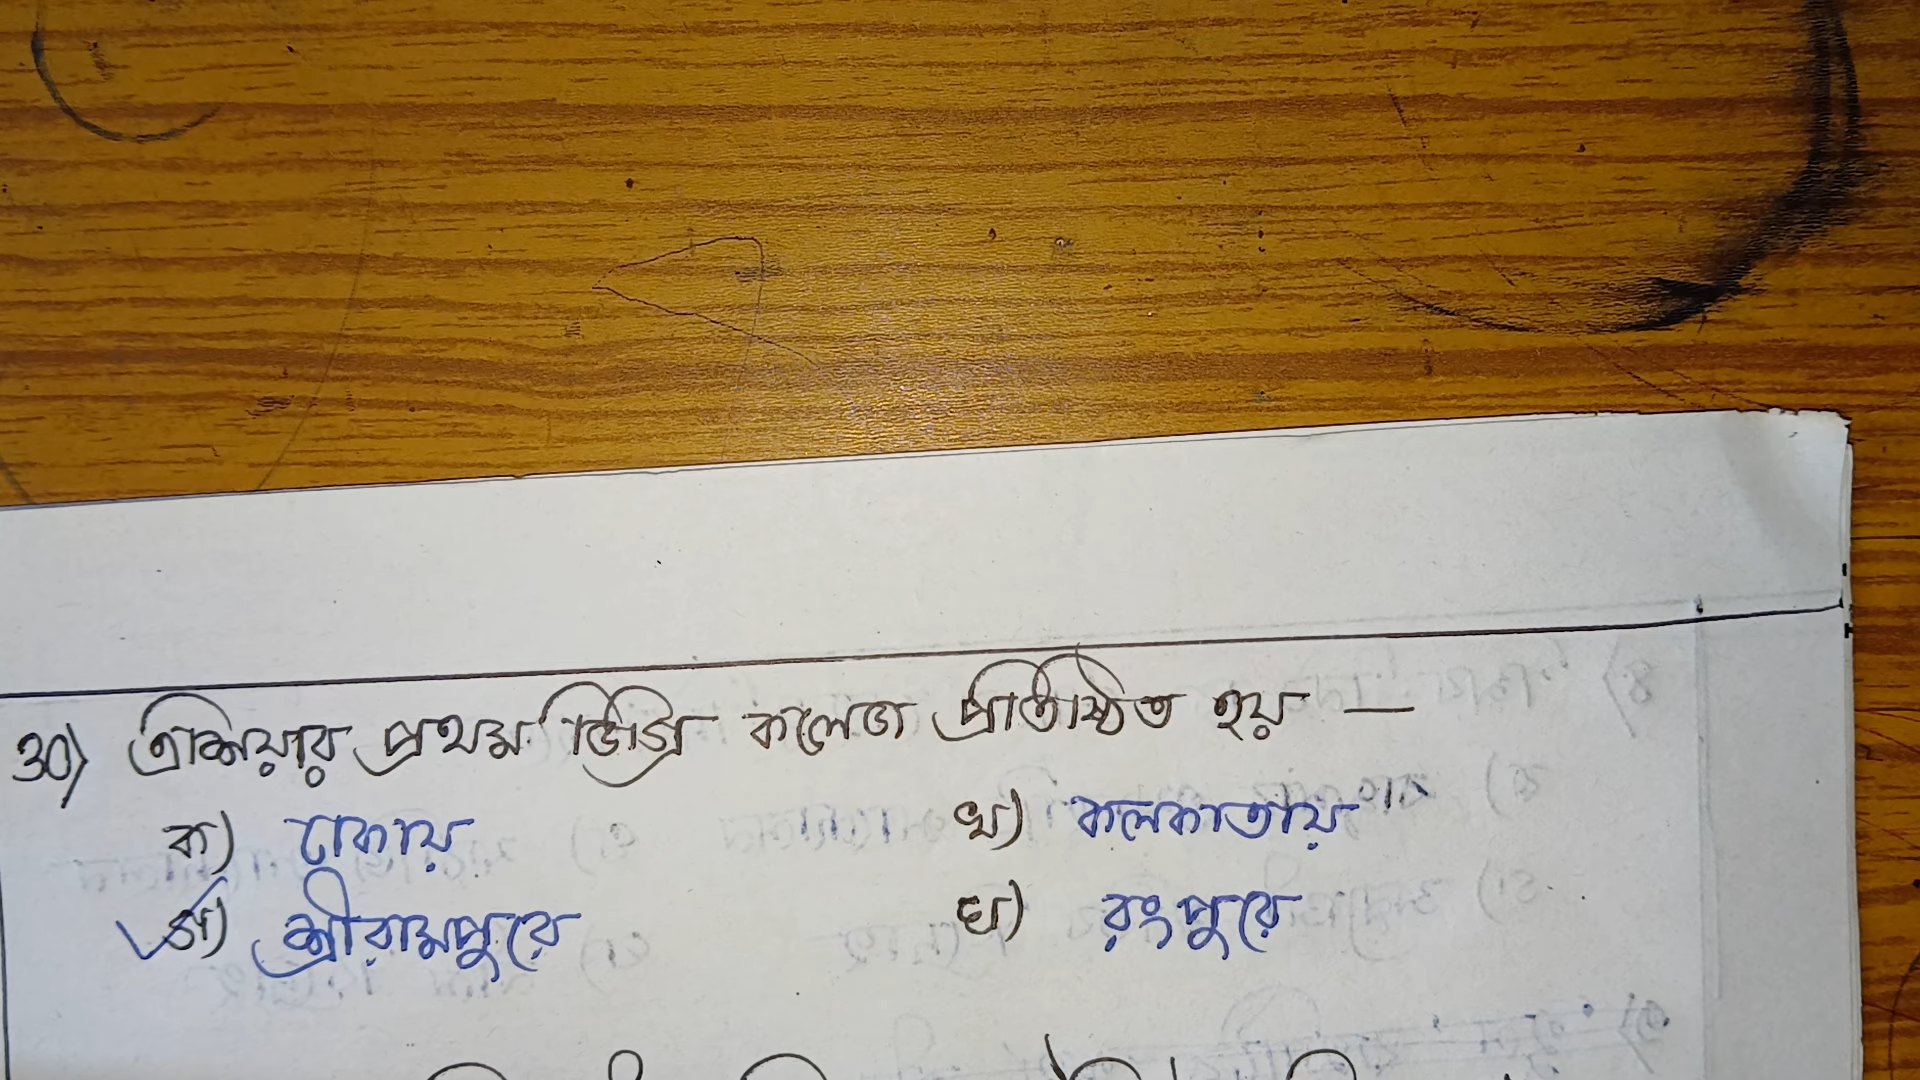 30) এশিয়ার প্রথম ডিগ্রি কলেজ প্রতিষ্ঠিত হয় —
ক) ঢাকায় খ) কলকাতায়
গ) শ্রীরামপুরে ঘ) রংপুরে